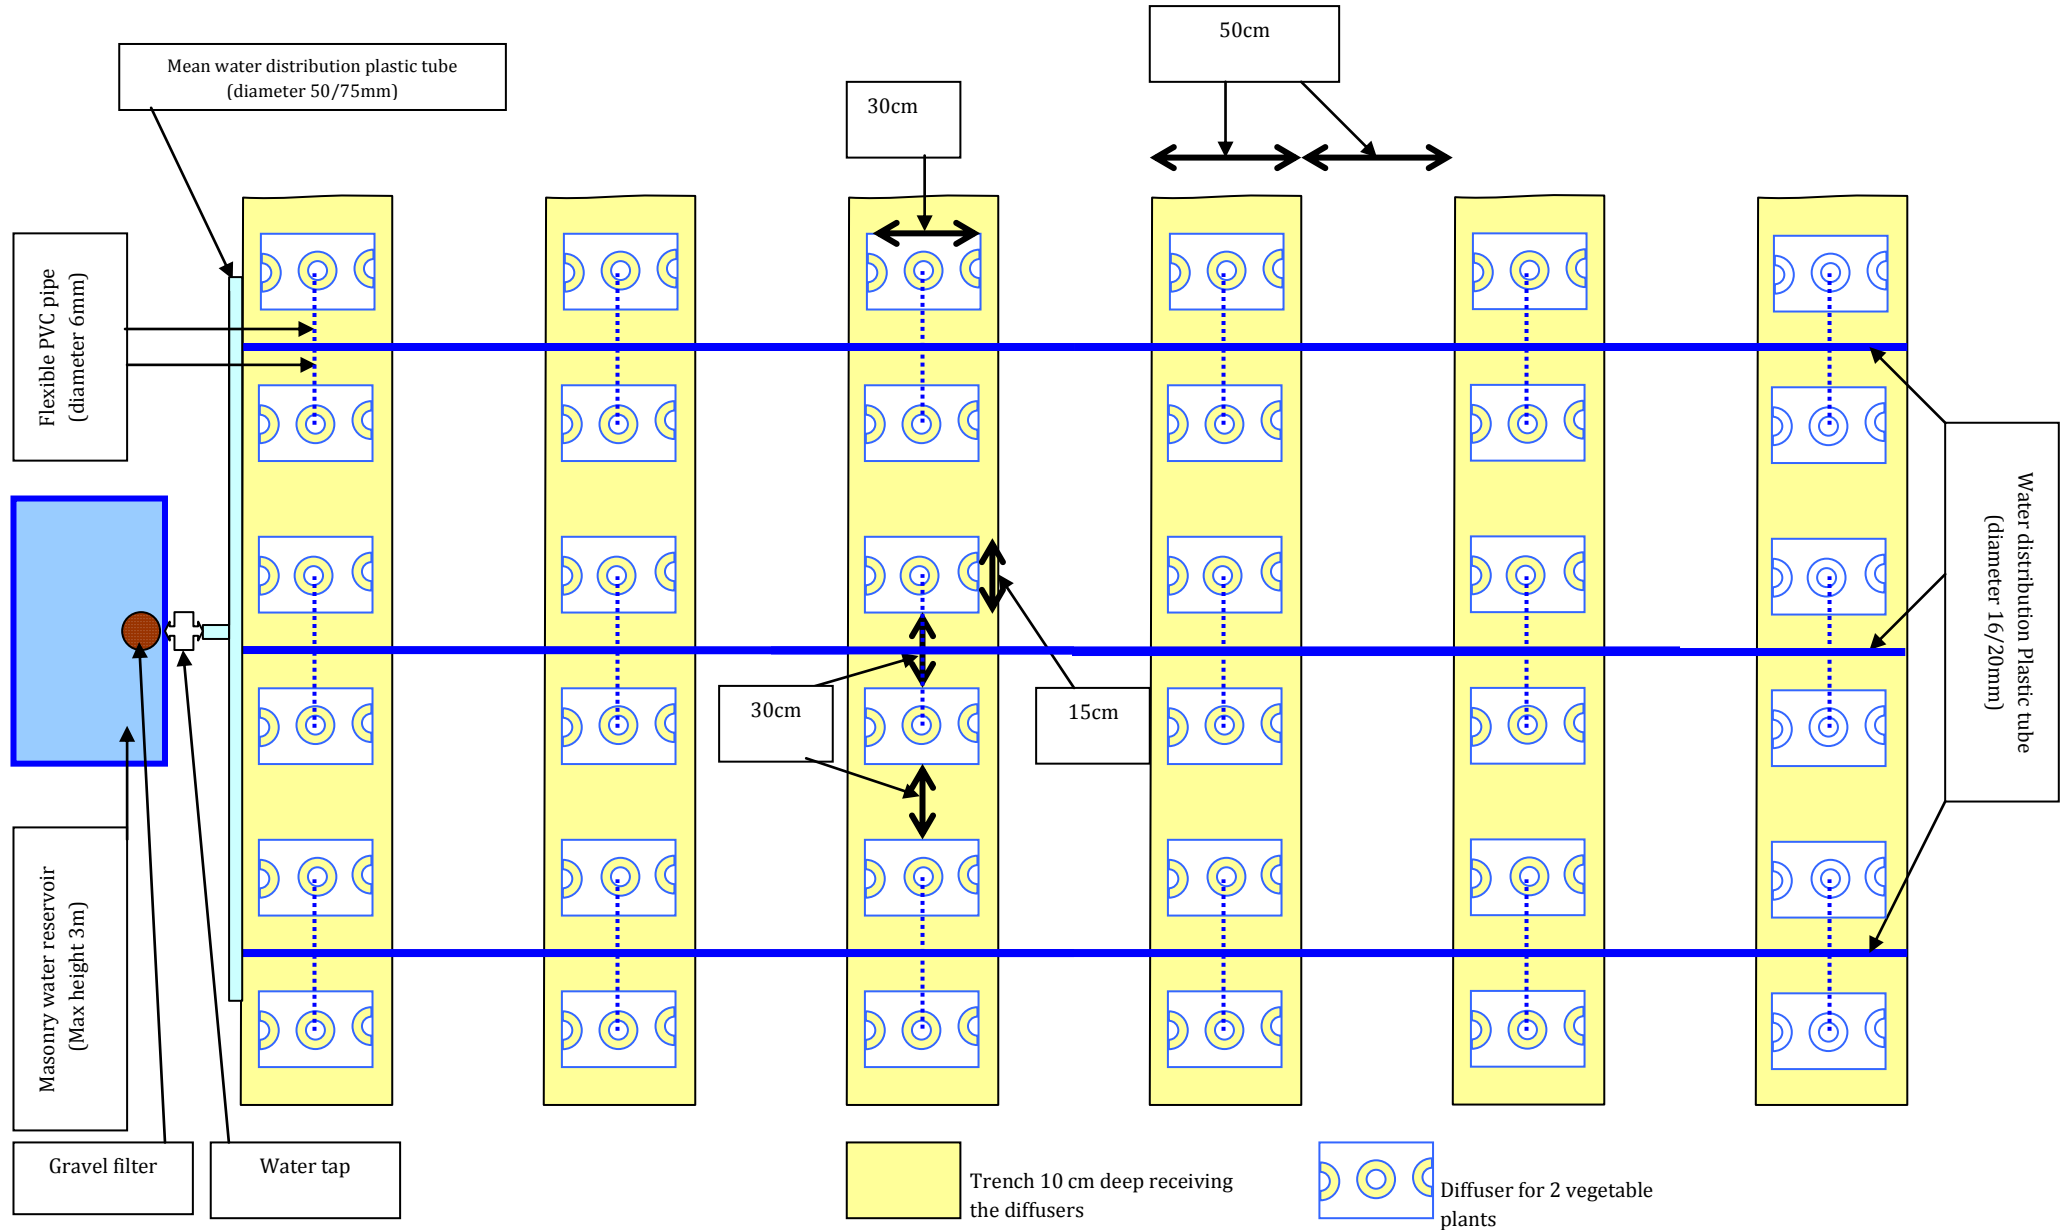 50cm
Mean water distribution plastic tube
(diameter 50/75mm)
30cm
Flexible PVC pipe
(diameter 6mm)
Water distribution Plastic tube
(diameter 16/20mm)
30cm
15cm
Masonry water reservoir
(Max height 3m)
Gravel filter
Water tap
Trench 10 cm deep receiving
the diffusers
Diffuser for 2 vegetable
plants